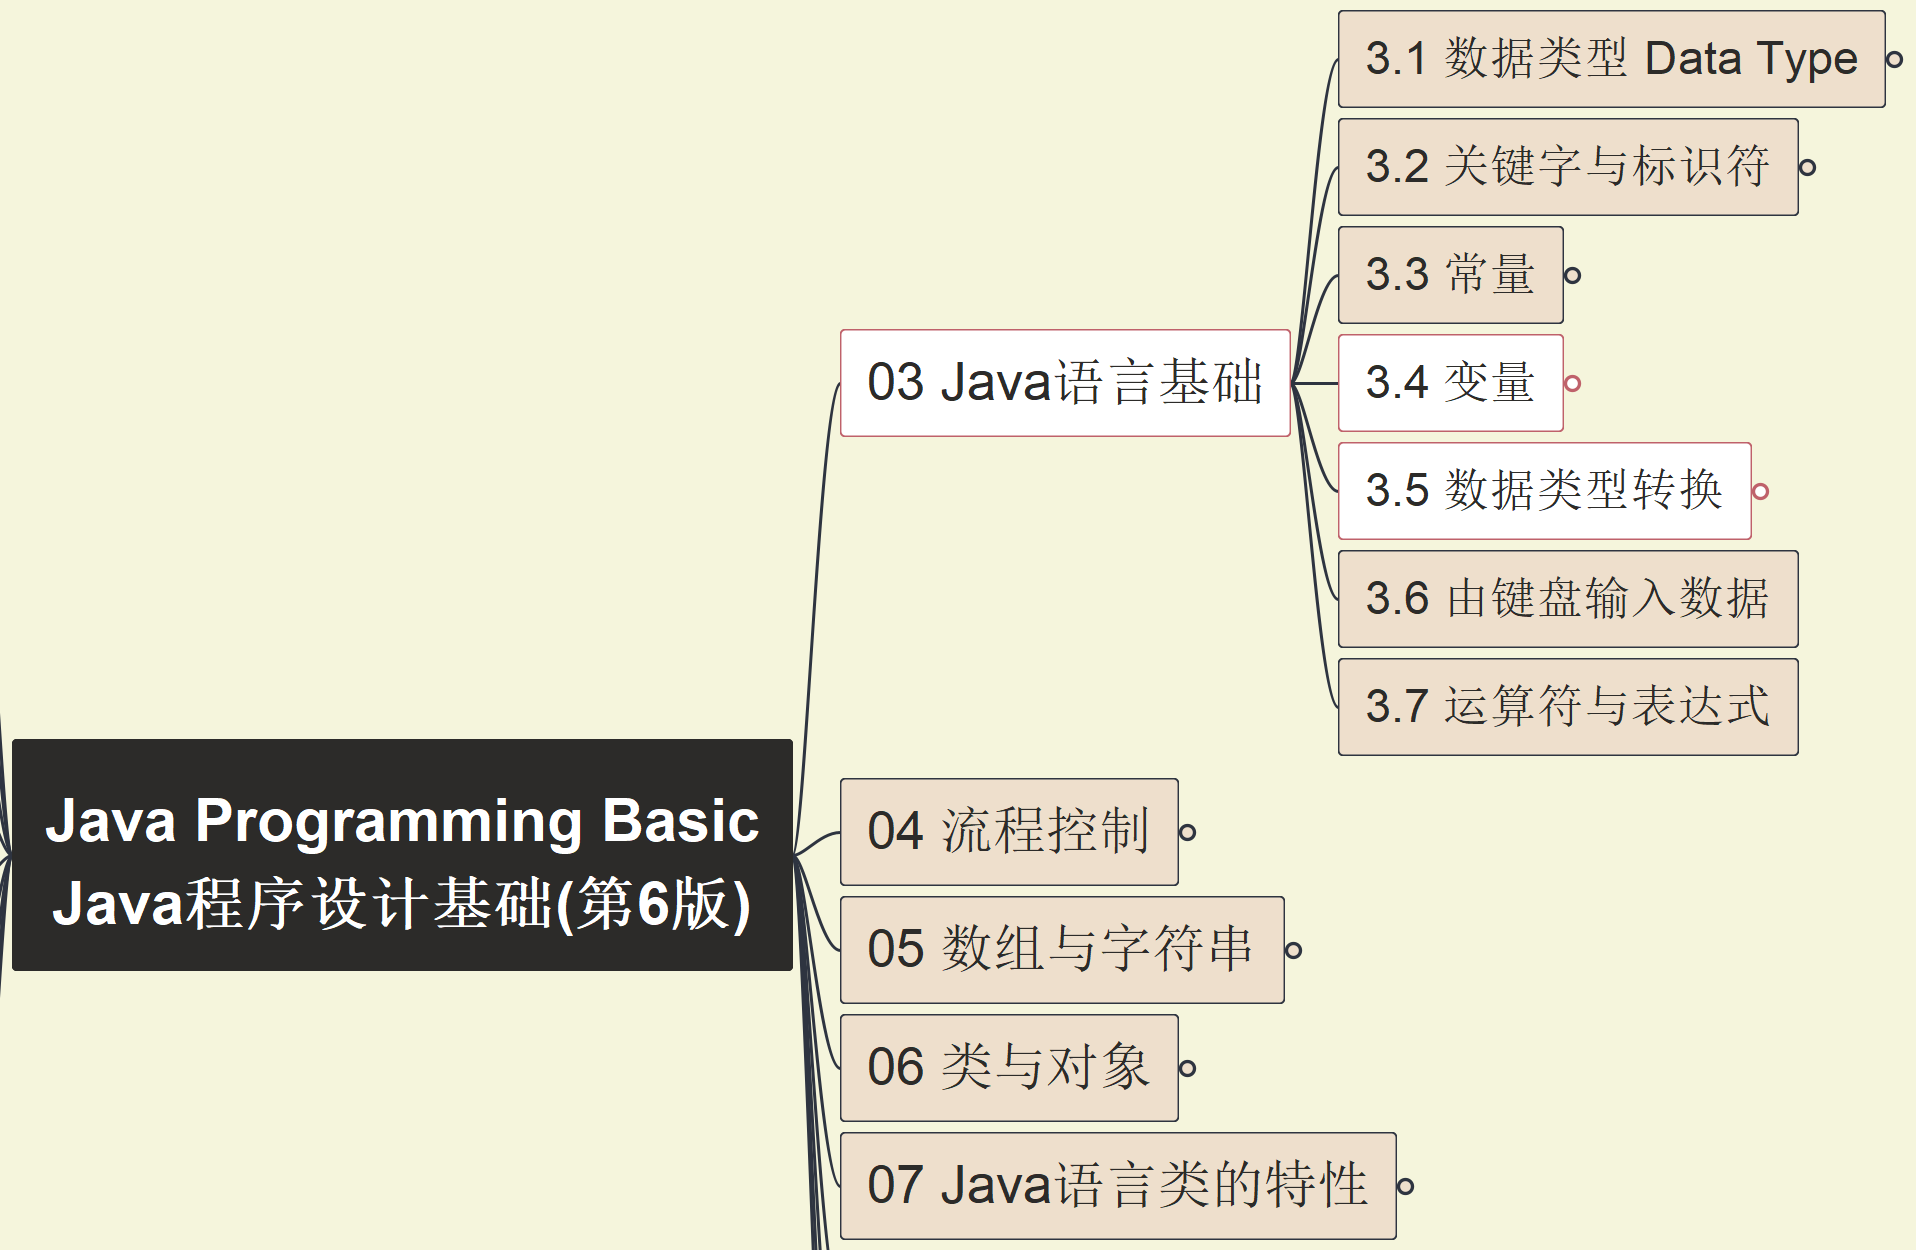 Java Programming Basic
Java程序设计基础(第6版)
03 Java语言基础
3.1 数据类型 Data Type
3.2 关键字与标识符
3.3 常量
3.4 变量
3.5 数据类型转换
3.6 由键盘输入数据
3.7 运算符与表达式
04 流程控制
05 数组与字符串
06 类与对象
07 Java语言类的特性